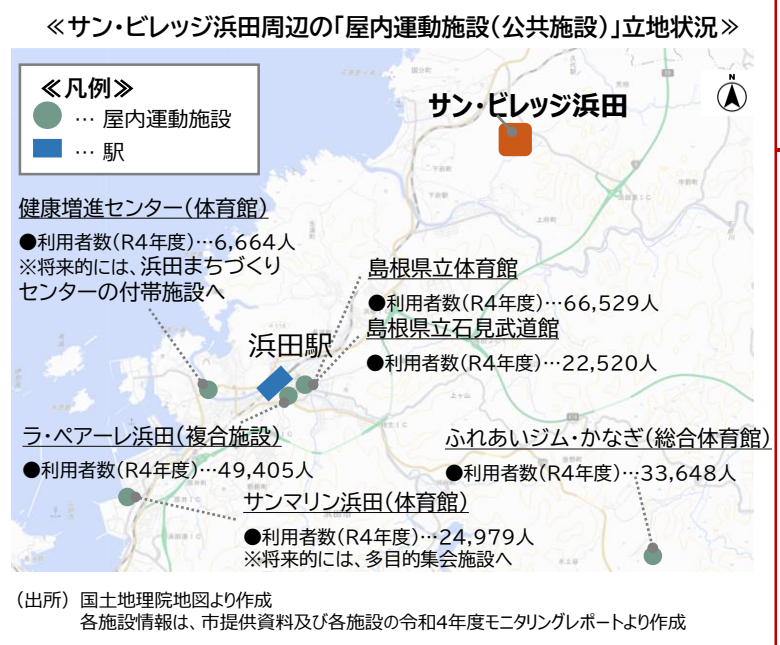 ≪サン・ビレッジ浜田周辺の「屋内運動施設(公共施設)」立地状況≫
≪凡例≫
… 屋内運動施設
… 駅
サン・ビレッジ浜田
N
健康増進センター(体育館)
●利用者数(R4年度)…6,664人
※将来的には、浜田まちづくり
センターの付帯施設へ
島根県立体育館
●利用者数(R4年度)…66,529人
島根県立石見武道館
●利用者数(R4年度)…22,520人
浜田駅
ラ・ペアーレ浜田(複合施設)
●利用者数(R4年度)…49,405人
ふれあいジム・かなぎ(総合体育館)
●利用者数(R4年度)…33,648人
サンマリン浜田(体育館)
●利用者数(R4年度)…24,979人
※将来的には、多目的集会施設へ
(出所) 国土地理院地図より作成
各施設情報は、市提供資料及び各施設の令和4年度モニタリングレポートより作成